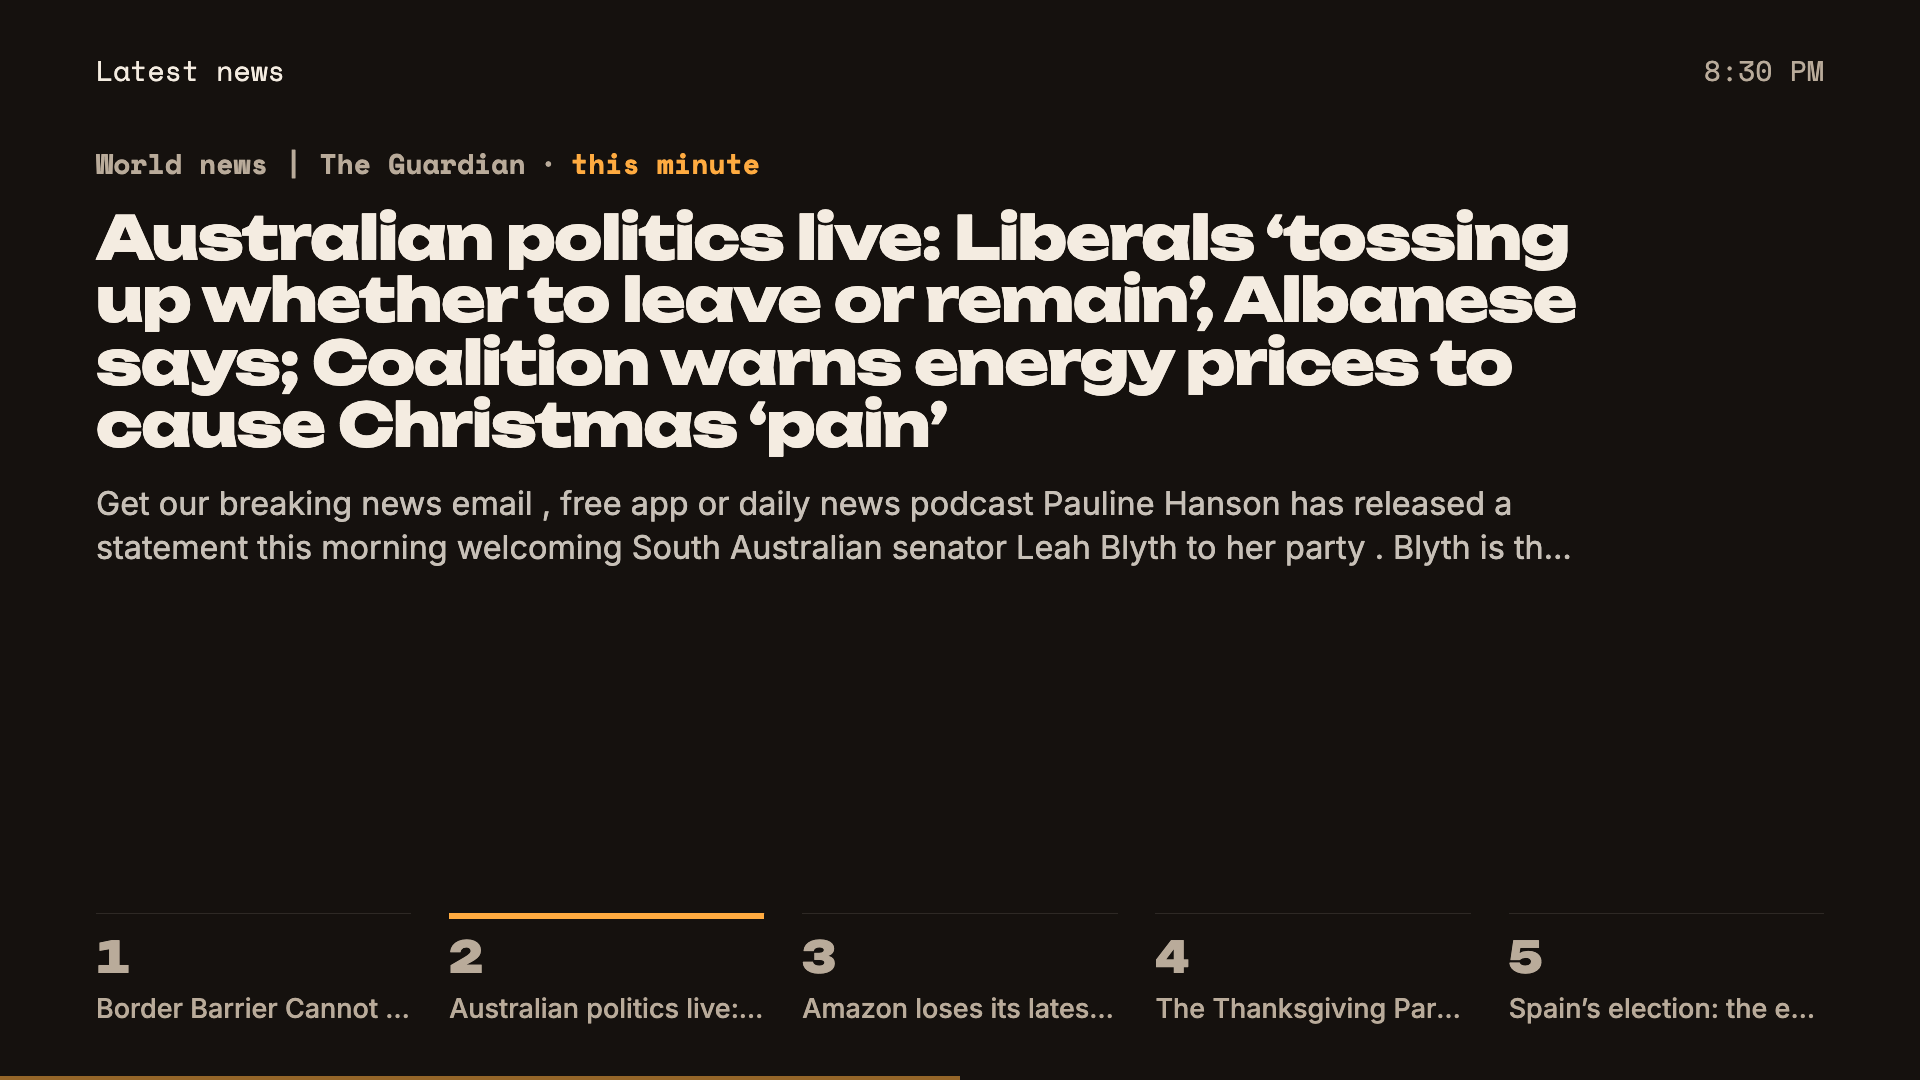 Latest news
8:30 PM
World news | The Guardian · this minute
Australian politics live: Liberals ‘tossing
up whether to leave or remain’, Albanese
says; Coalition warns energy prices to
cause Christmas ‘pain’
Get our breaking news email , free app or daily news podcast Pauline Hanson has released a
statement this morning welcoming South Australian senator Leah Blyth to her party . Blyth is th...
1
Border Barrier Cannot ...
2
Australian politics live:...
3
Amazon loses its lates...
4
The Thanksgiving Par...
5
Spain’s election: the e...